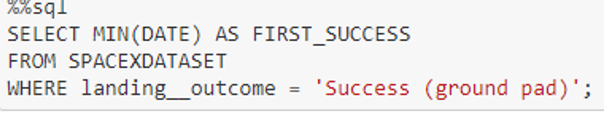 %%sql
SELECT MIN(DATE) AS FIRST_SUCCESS
FROM SPACEXDATASET
WHERE landing__outcome = 'Success (ground pad)';